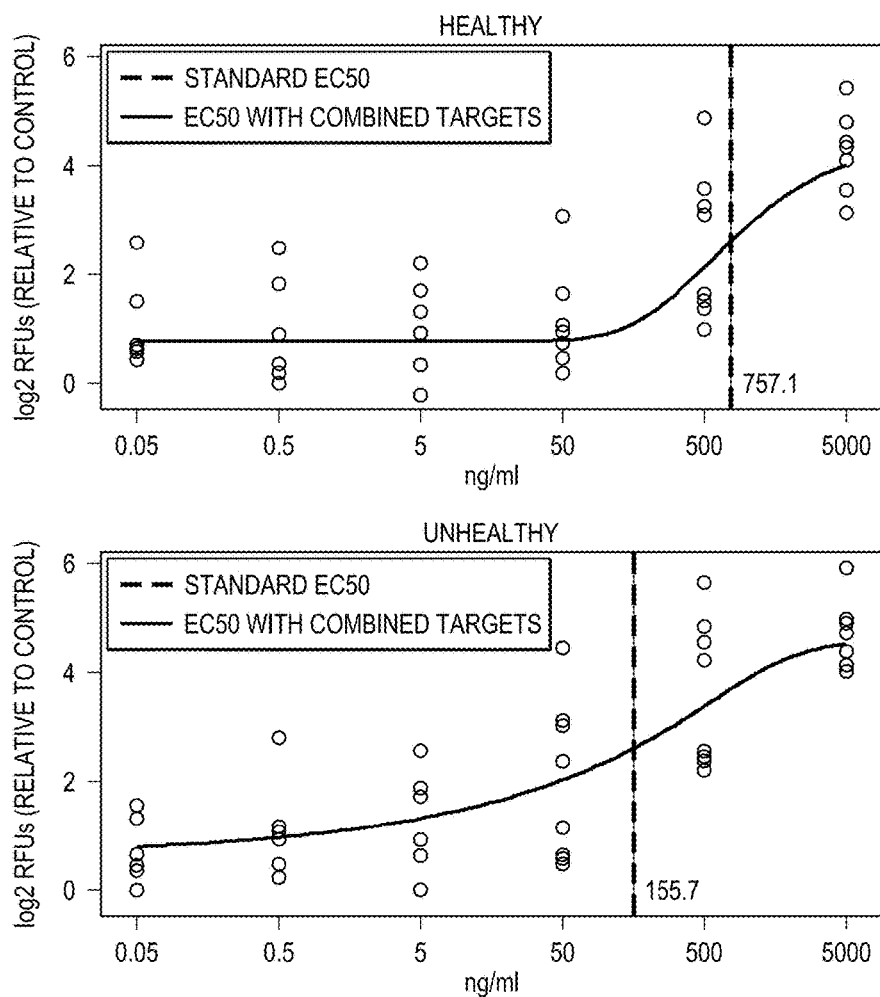 HEALTHY
log2 RFUs (RELATIVE TO CONTROL)
6
4
2
0
STANDARD EC50
EC50 WITH COMBINED TARGETS
757.1
0.05 0.5 5 50 500 5000
ng/ml
UNHEALTHY
log2 RFUs (RELATIVE TO CONTROL)
6
4
2
0
STANDARD EC50
EC50 WITH COMBINED TARGETS
155.7
0.05 0.5 5 50 500 5000
ng/ml